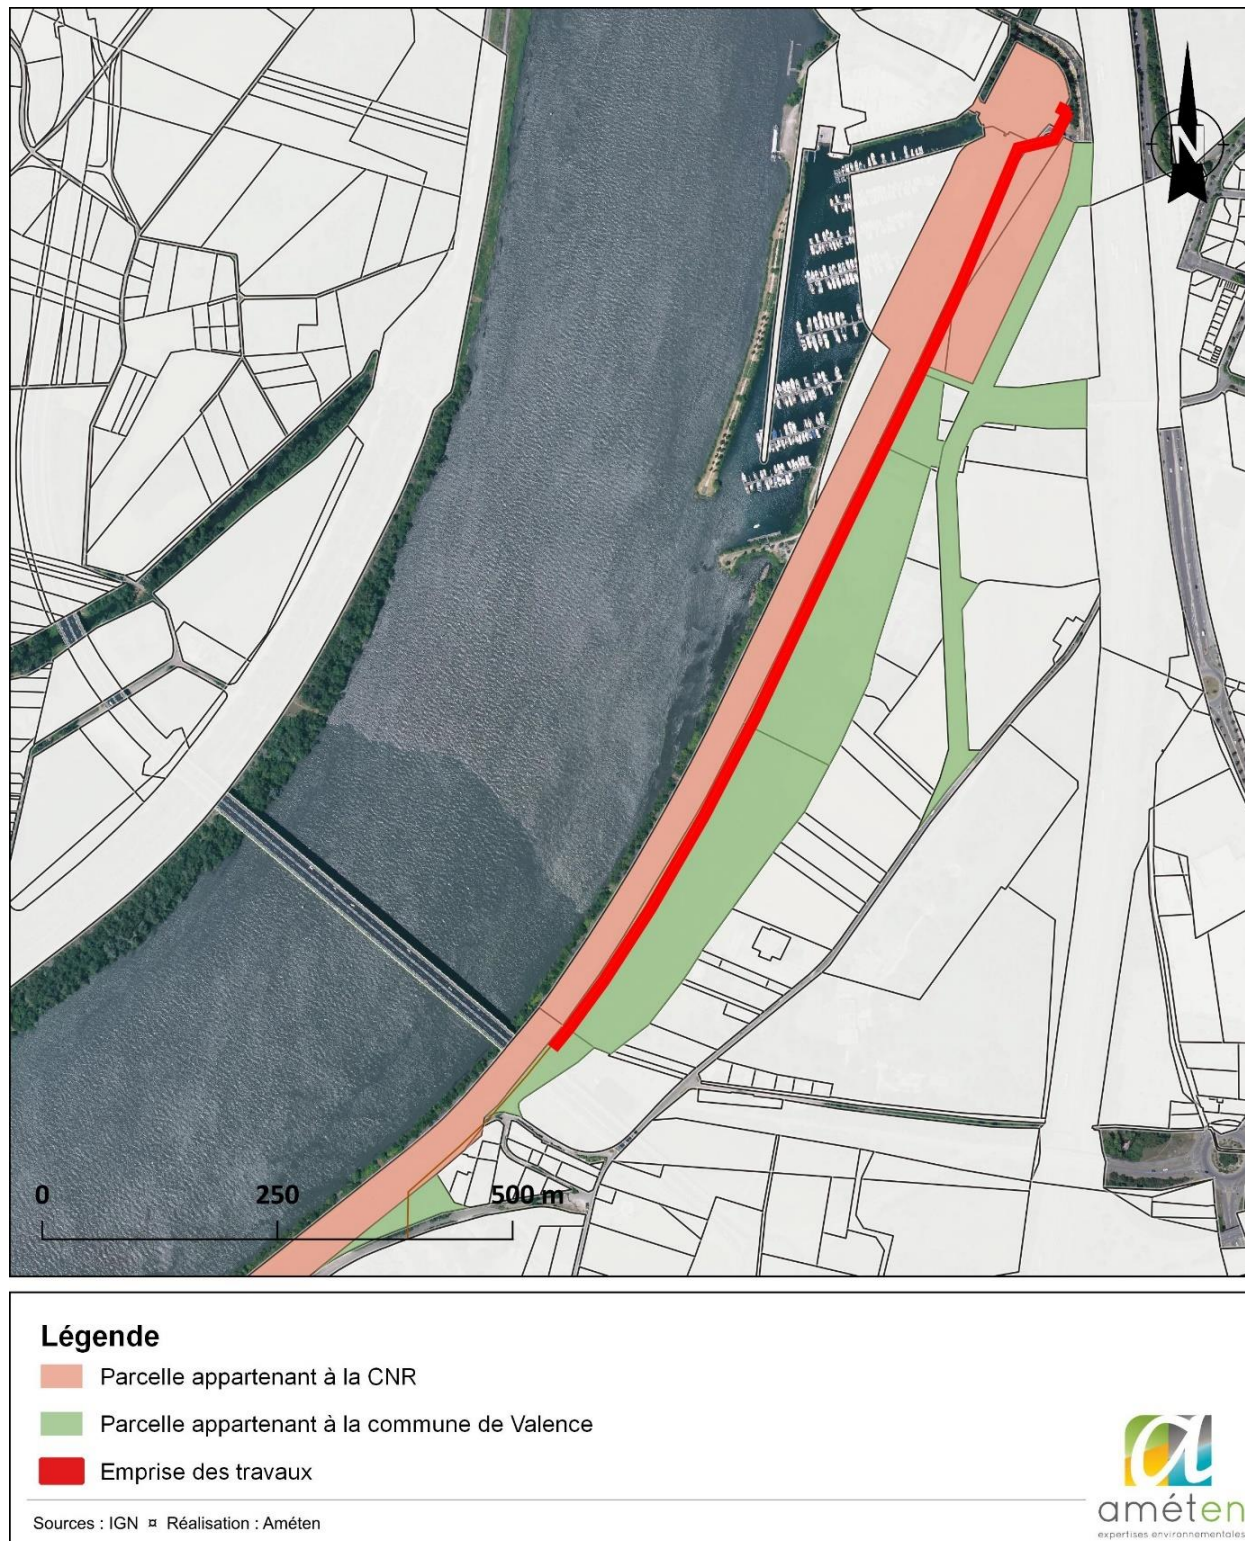 N
0 250 500 m
Légende
Parcelle appartenant à la CNR
Parcelle appartenant à la commune de Valence
Emprise des travaux
Sources : IGN ¤ Réalisation : Améten
a
améten
expertises environnementales